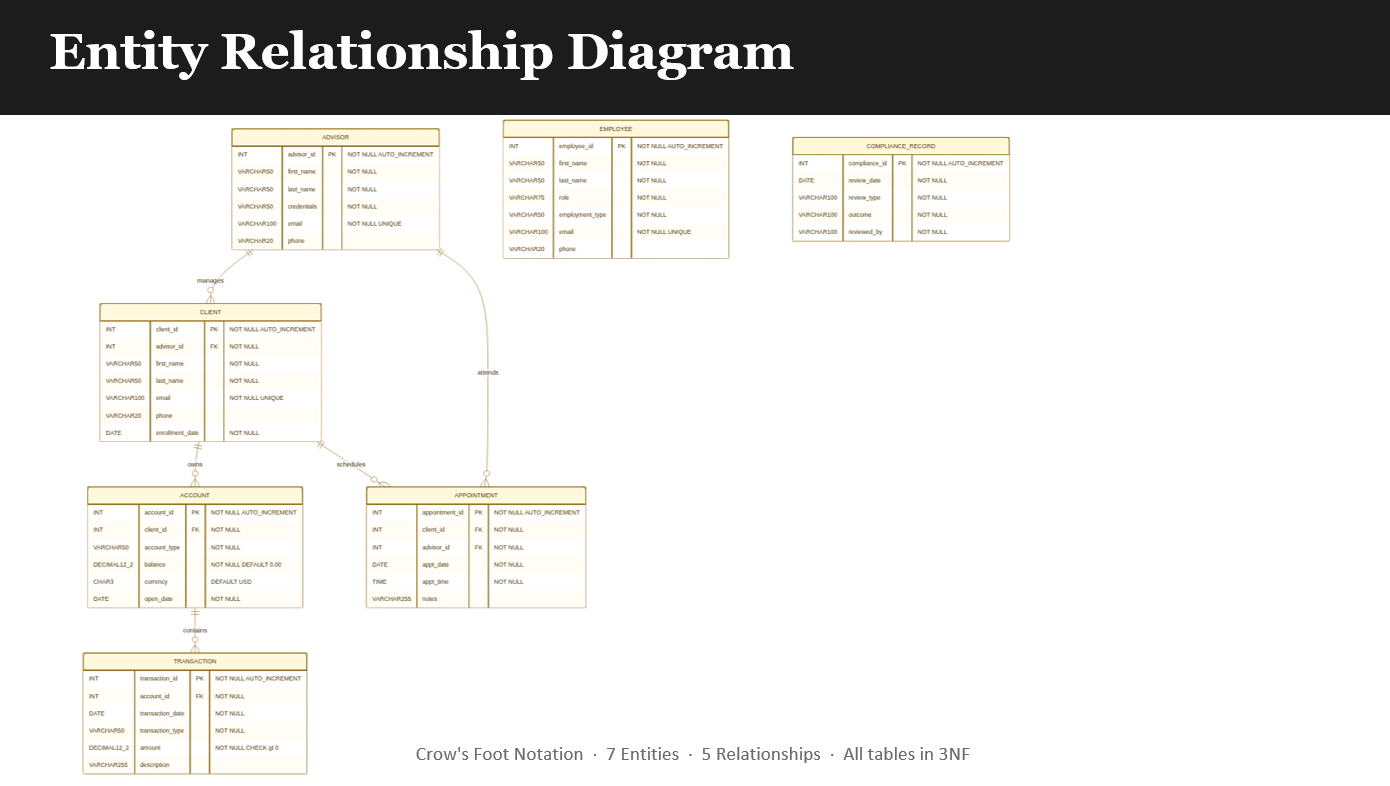 Entity Relationship Diagram
ADVISOR
INT advisor_id PK NOT NULL AUTO_INCREMENT
VARCHAR50 first_name NOT NULL
VARCHAR50 last_name NOT NULL
VARCHAR50 credentials NOT NULL
VARCHAR100 email NOT NULL UNIQUE
VARCHAR20 phone
EMPLOYEE
INT employee_id PK NOT NULL AUTO_INCREMENT
VARCHAR50 first_name NOT NULL
VARCHAR50 last_name NOT NULL
VARCHAR75 role NOT NULL
VARCHAR50 employment_type NOT NULL
VARCHAR100 email NOT NULL UNIQUE
VARCHAR20 phone
COMPLIANCE_RECORD
INT compliance_id PK NOT NULL AUTO_INCREMENT
DATE review_date NOT NULL
VARCHAR100 review_type NOT NULL
VARCHAR100 outcome NOT NULL
VARCHAR100 reviewed_by NOT NULL
manages
CLIENT
INT client_id PK NOT NULL AUTO_INCREMENT
INT advisor_id FK NOT NULL
VARCHAR50 first_name NOT NULL
VARCHAR50 last_name NOT NULL
VARCHAR100 email NOT NULL UNIQUE
VARCHAR20 phone
DATE enrollment_date NOT NULL
attends
owns
schedules
ACCOUNT
INT account_id PK NOT NULL AUTO_INCREMENT
INT client_id FK NOT NULL
VARCHAR50 account_type NOT NULL
DECIMAL12_2 balance NOT NULL DEFAULT 0.00
CHAR3 currency DEFAULT USD
DATE open_date NOT NULL
APPOINTMENT
INT appointment_id PK NOT NULL AUTO_INCREMENT
INT client_id FK NOT NULL
INT advisor_id FK NOT NULL
DATE appt_date NOT NULL
TIME appt_time NOT NULL
VARCHAR255 notes
contains
TRANSACTION
INT transaction_id PK NOT NULL AUTO_INCREMENT
INT account_id FK NOT NULL
DATE transaction_date NOT NULL
VARCHAR50 transaction_type NOT NULL
DECIMAL12_2 amount NOT NULL CHECK gt 0
VARCHAR255 description
Crow's Foot Notation · 7 Entities · 5 Relationships · All tables in 3NF